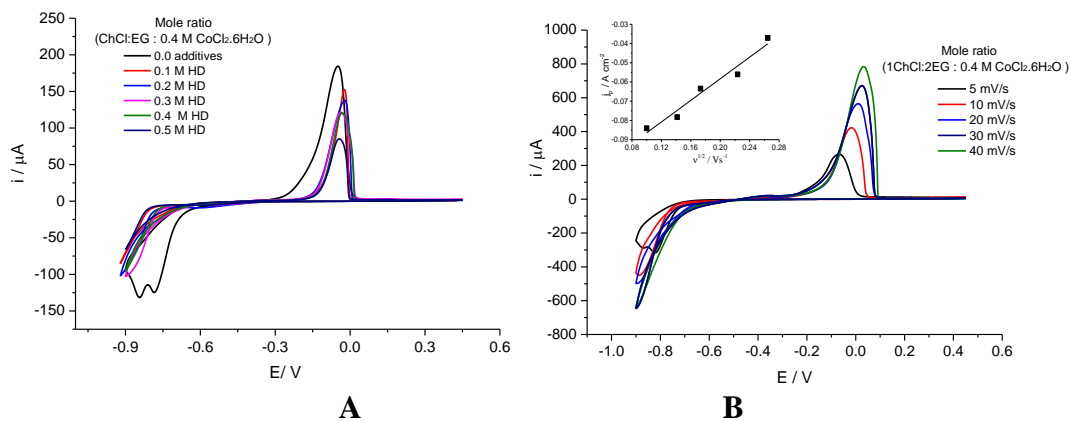 Mole ratio
(ChCl:EG : 0.4 M CoCl2.6H2O )
0.0 additives
0.1 M HD
0.2 M HD
0.3 M HD
0.4 M HD
0.5 M HD
250
200
150
100
50
0
-50
-100
-150
i / µA
-0.9 -0.6 -0.3 0.0 0.3 0.6
E/ V
A
1000
800
600
400
200
0
-200
-400
-600
-800
i / µA
-0.03
-0.04
-0.05
-0.06
-0.07
-0.08
-0.09
ip / A cm-2
0.08 0.12 0.16 0.20 0.24 0.28
v1/2 / Vs-1
Mole ratio
(1ChCl:2EG : 0.4 M CoCl2.6H2O )
5 mV/s
10 mV/s
20 mV/s
30 mV/s
40 mV/s
-1.0 -0.8 -0.6 -0.4 -0.2 0.0 0.2 0.4 0.6
E / V
B